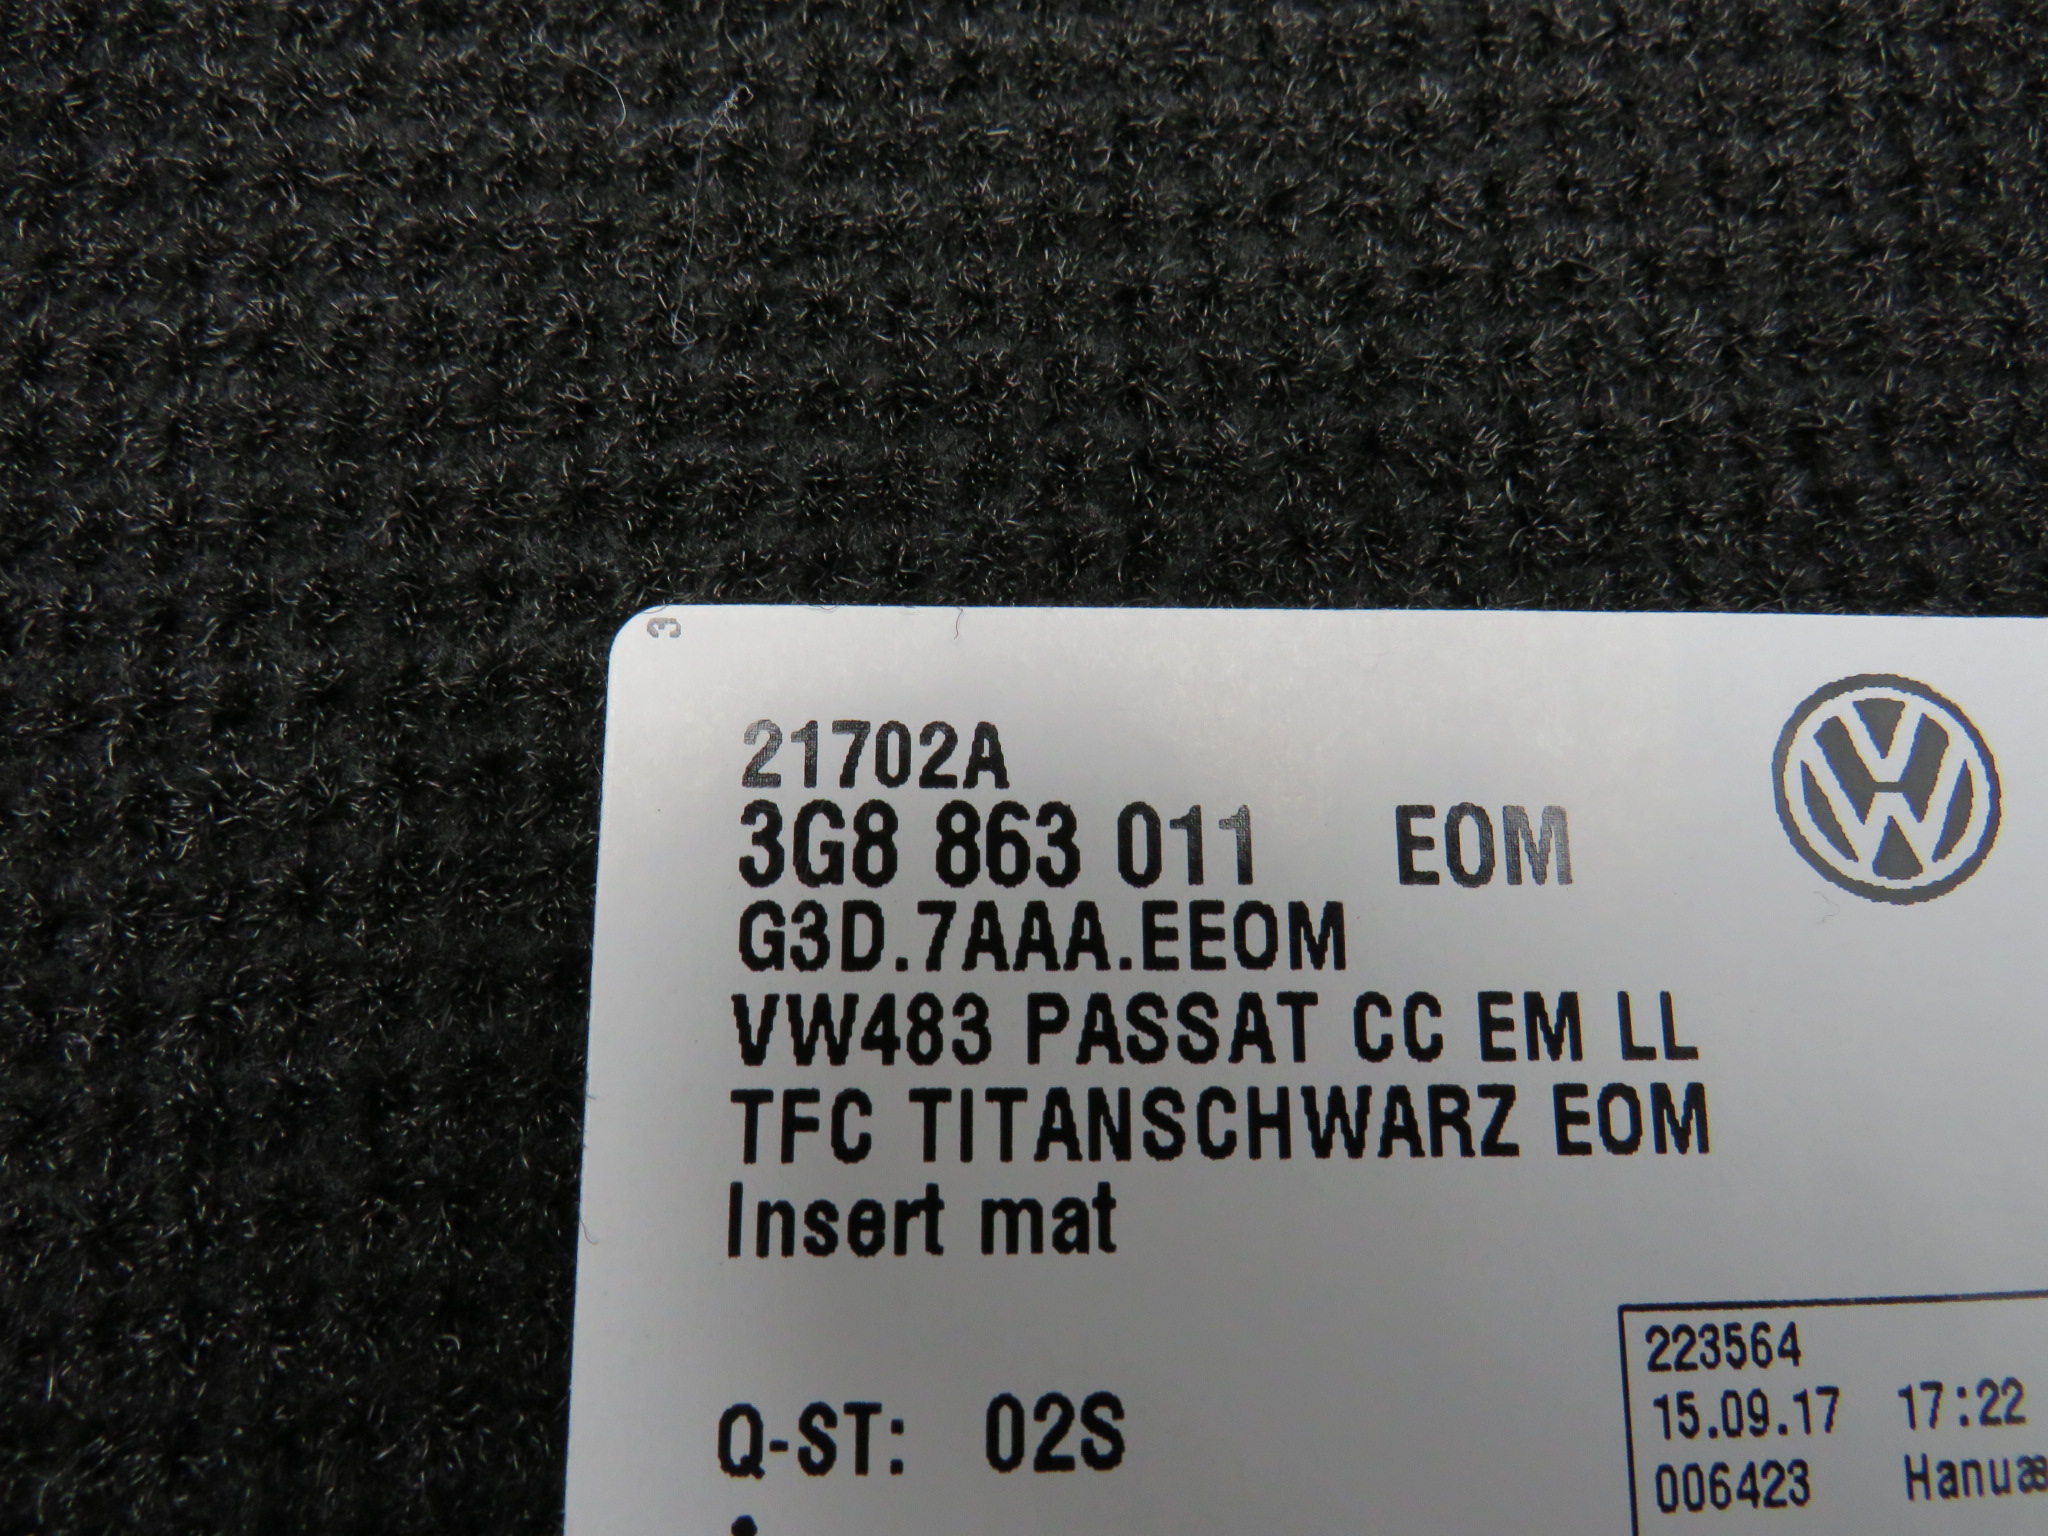 3
21702A
3G8 863 011 EOM
G3D.7AAA.EEOM
VW483 PASSAT CC EM LL
TFC TITANSCHWARZ EOM
Insert mat
Q-ST: 02S
223564
15.09.17 17:22
006423